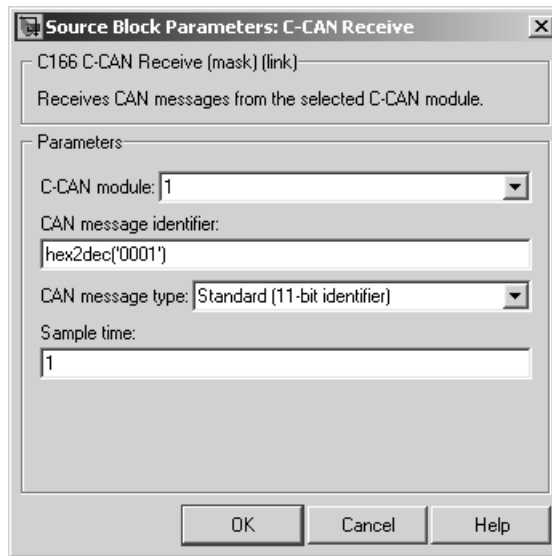 Source Block Parameters: C-CAN Receive
C166 C-CAN Receive (mask) (link)
Receives CAN messages from the selected C-CAN module.
Parameters
C-CAN module: 1
CAN message identifier:
hex2dec('0001')
CAN message type: Standard (11-bit identifier)
Sample time:
1
OK Cancel Help